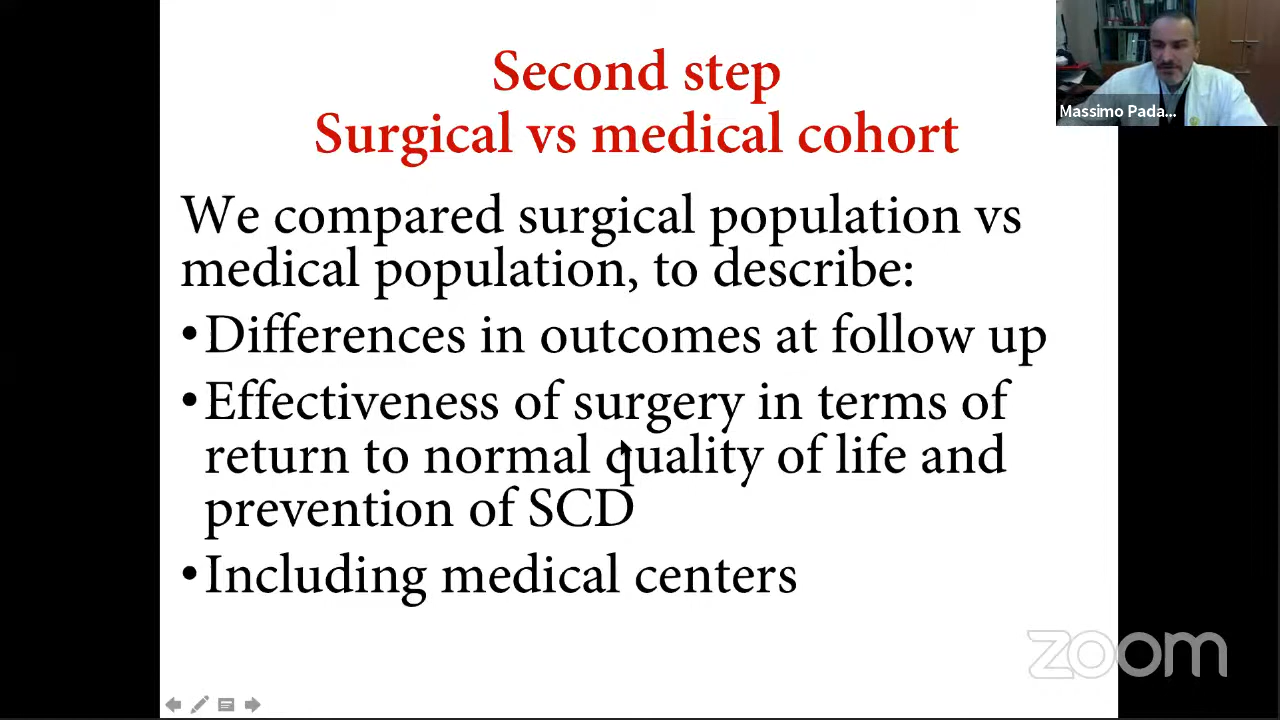 Second step
Surgical vs medical cohort
We compared surgical population vs
medical population, to describe:
•Differences in outcomes at follow up
•Effectiveness of surgery in terms of
return to normal quality of life and
prevention of SCD
•Including medical centers
Massimo Pada...
zoom